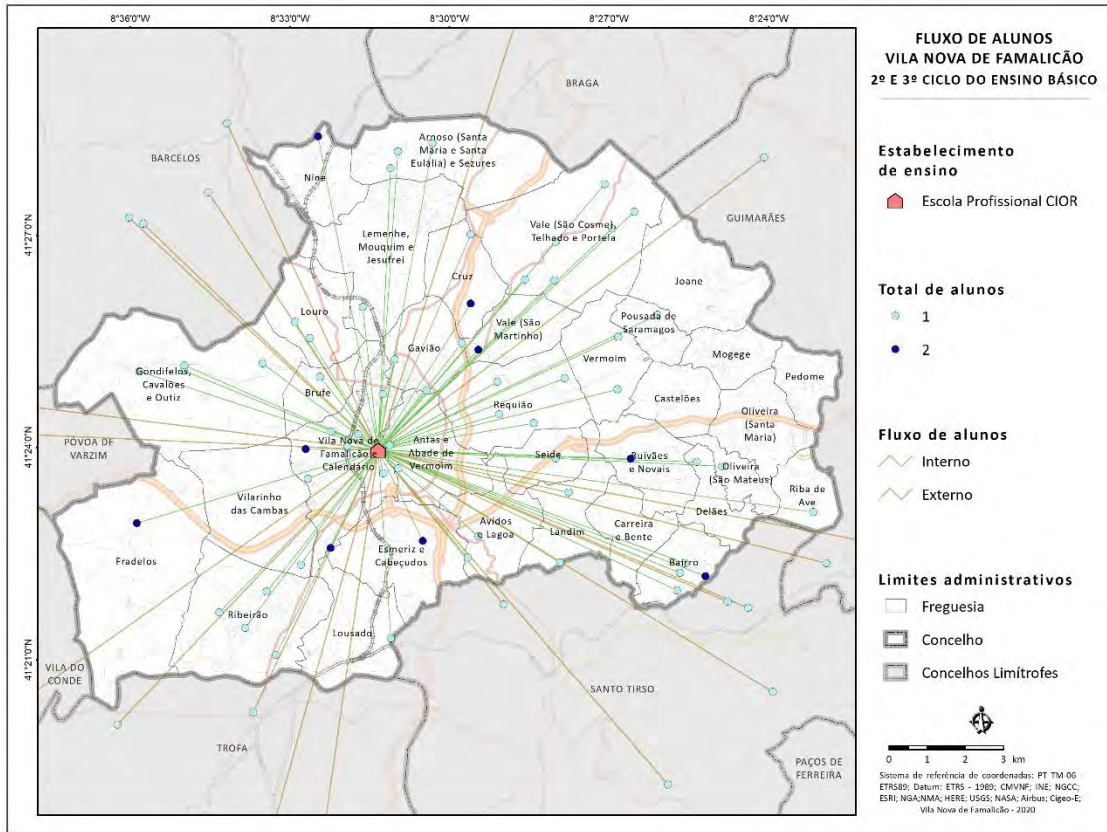 8°36'0"W
8°33'0"W
8°30'0"W
8°27'0"W
8°24'0"W
41°27'0"N
41°24'0"N
41°21'0"N
BRAGA
BARCELOS
GUIMARÃES
PÓVOA DE
VARZIM
VILA DO
CONDE
TROFA
SANTO TIRSO
PAÇOS DE
FERREIRA
Arnoso (Santa
Maria e Santa
Eulália) e Sezures
Nine
Lemenhe,
Mouquim e
Jesufrei
Vale (São Cosme),
Telhado e Portela
Cruz
Joane
Louro
Vale (São
Martinho)
Pousada de
Saramagos
Gavião
Vermoim
Mogege
Gondifelos,
Cavalões
e Outiz
Pedome
Brufe
Requião
Castelões
Oliveira
(Santa
Maria)
Vila Nova de
Famalicão e
Calendário
Antas e
Abade de
Vermoim
Seide
Ruivães
e Novais
Oliveira
(São Mateus)
Riba de
Ave
Vilarinho
das Cambas
Delães
Avidos
e Lagoa
Landim
Carreira
e Bente
Fradelos
Esmeriz e
Cabeçudos
Bairro
Ribeirão
Lousado
FLUXO DE ALUNOS
VILA NOVA DE FAMALICÃO
2º E 3º CICLO DO ENSINO BÁSICO
Estabelecimento
de ensino
Escola Profissional CIOR
Total de alunos
1
2
Fluxo de alunos
Interno
Externo
Limites administrativos
Freguesia
Concelho
Concelhos Limítrofes
0 1 2 3 km
Sistema de referência de coordenadas: PT TM-06
ETRS89; Datum: ETRS - 1989; CMVNF; INE; NGCC;
ESRI; NGA;NMA; HERE; USGS; NASA; Airbus; Cigeo-E;
Vila Nova de Famalicão - 2020